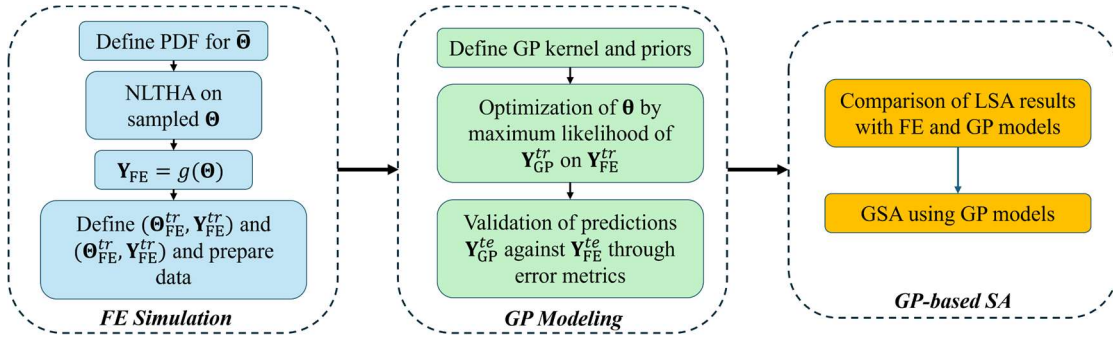 Define PDF for Θ̅
NLTHA on
sampled Θ
Y_FE = g(Θ)
Define (Θ_FE^tr, Y_FE^tr) and
(Θ_FE^tr, Y_FE^tr) and prepare
data
FE Simulation
Define GP kernel and priors
Optimization of θ by
maximum likelihood of
Y_GP^tr on Y_FE^tr
Validation of predictions
Y_GP^te against Y_FE^te through
error metrics
GP Modeling
Comparison of LSA results
with FE and GP models
GSA using GP models
GP-based SA